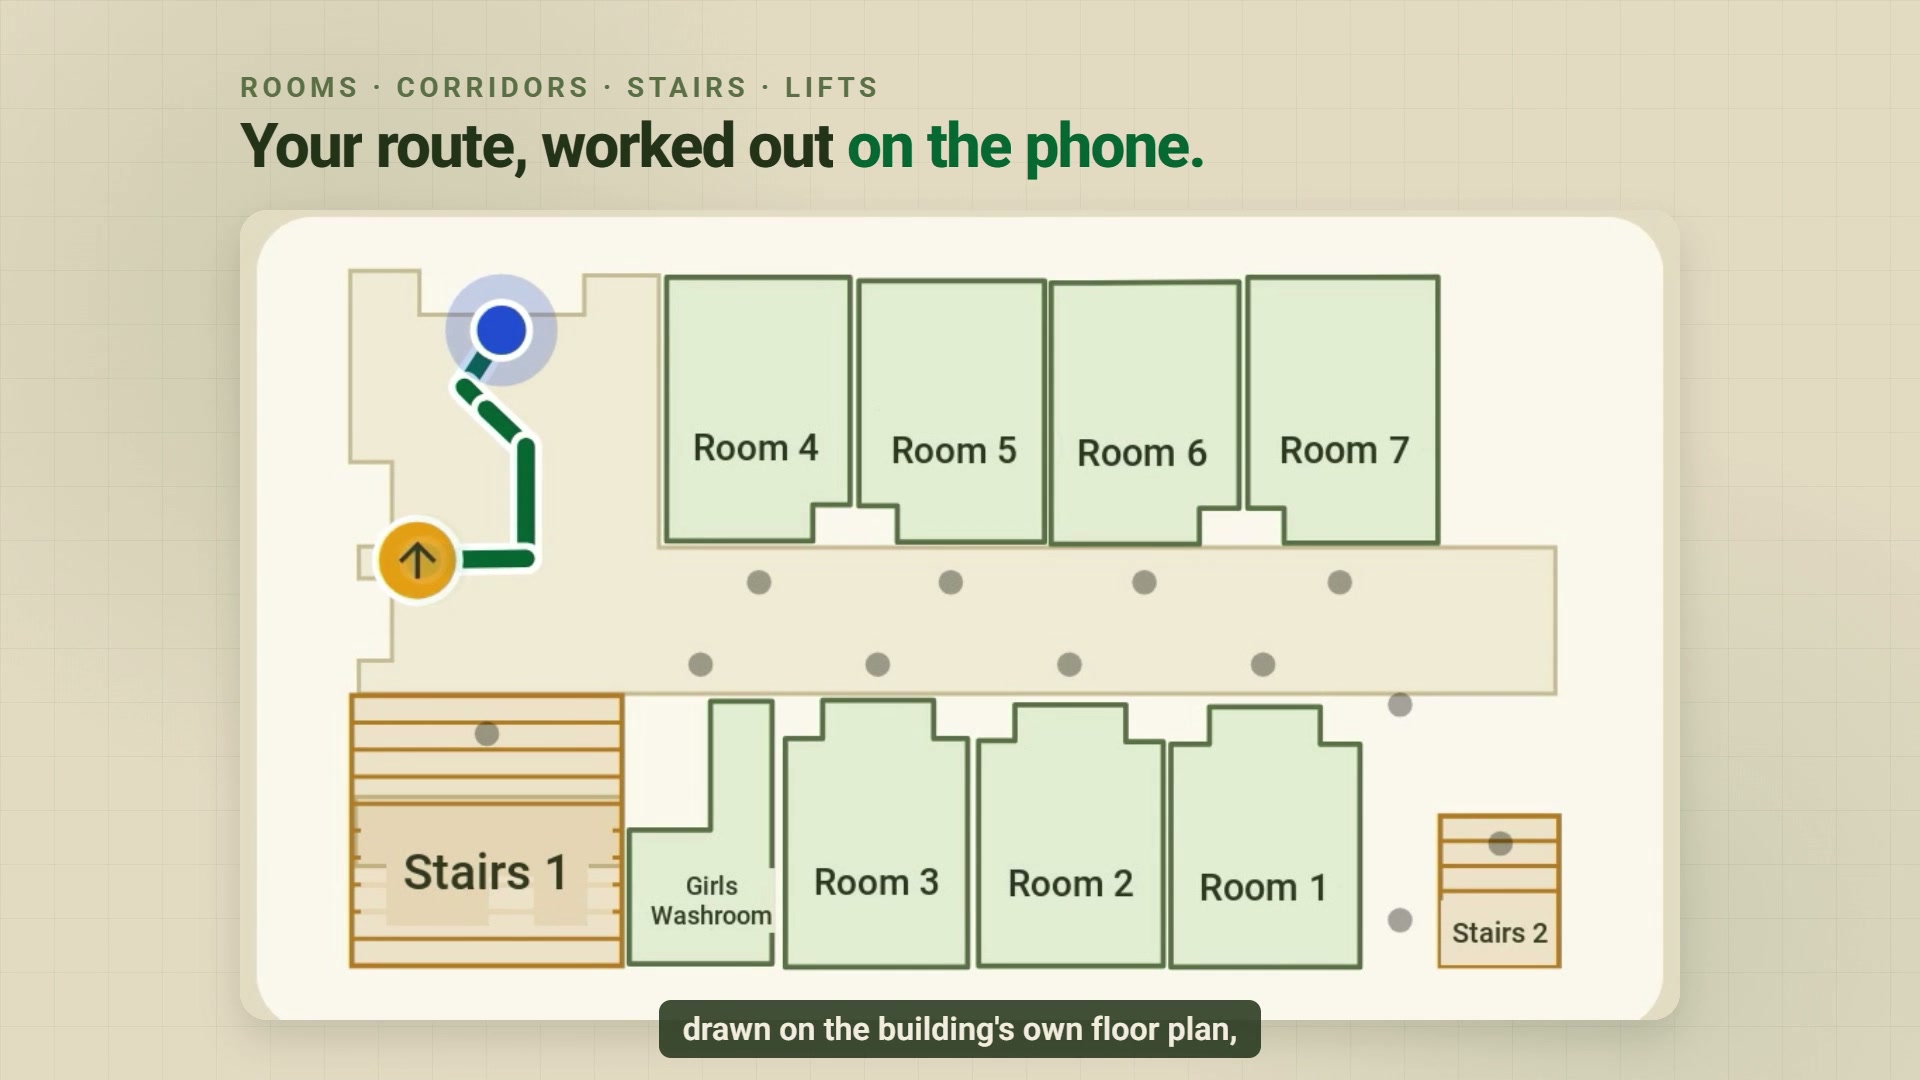 ROOMS · CORRIDORS · STAIRS · LIFTS
Your route, worked out on the phone.
Room 4
Room 5
Room 6
Room 7
Stairs 1
Girls
Washroom
Room 3
Room 2
Room 1
Stairs 2
drawn on the building's own floor plan,